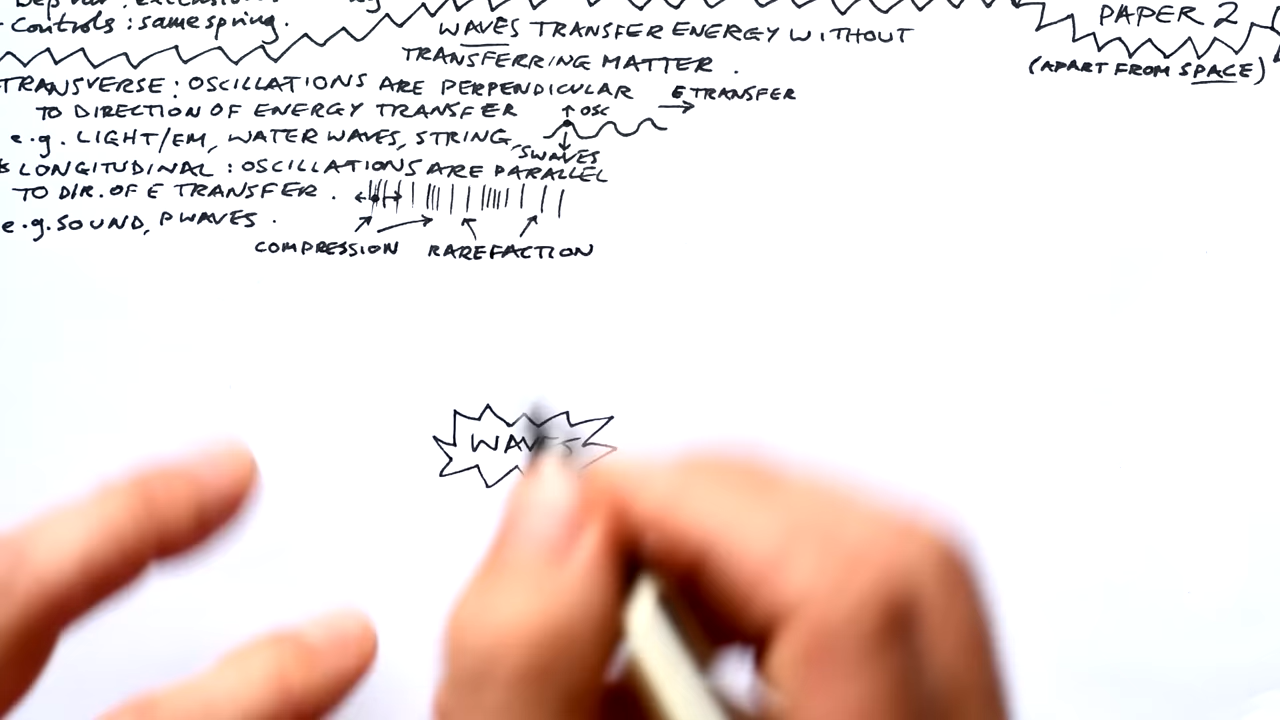 Controls: same spring.
WAVES TRANSFER ENERGY WITHOUT
TRANSFERRING MATTER.
PAPER 2
(APART FROM SPACE)
TRANSVERSE: OSCILLATIONS ARE PERPENDICULAR
TO DIRECTION OF ENERGY TRANSFER
OSC
E TRANSFER
e.g. LIGHT/EM, WATER WAVES, STRING, S WAVES
LONGITUDINAL: OSCILLATIONS ARE PARALLEL
TO DIR. OF E TRANSFER.
e.g. SOUND, P WAVES.
COMPRESSION RAREFACTION
WAVES